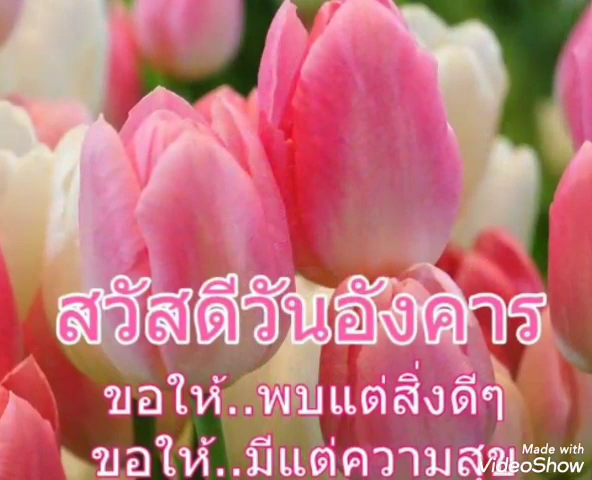 สวัสดีวันอังคาร
ขอให้..พบแต่สิ่งดีๆ
ขอให้..มีแต่ความสุข
Made with
VideoShow